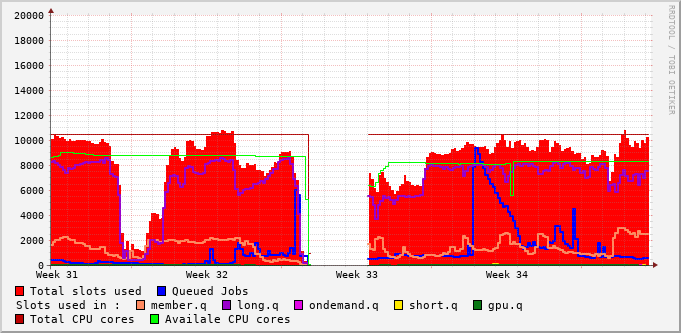 20000
18000
16000
14000
12000
10000
8000
6000
4000
2000
0
Week 31 Week 32 Week 33 Week 34
RRDTOOL / TOBI OETIKER
Total slots used Queued Jobs
Slots used in : member.q long.q ondemand.q short.q gpu.q
Total CPU cores Availale CPU cores